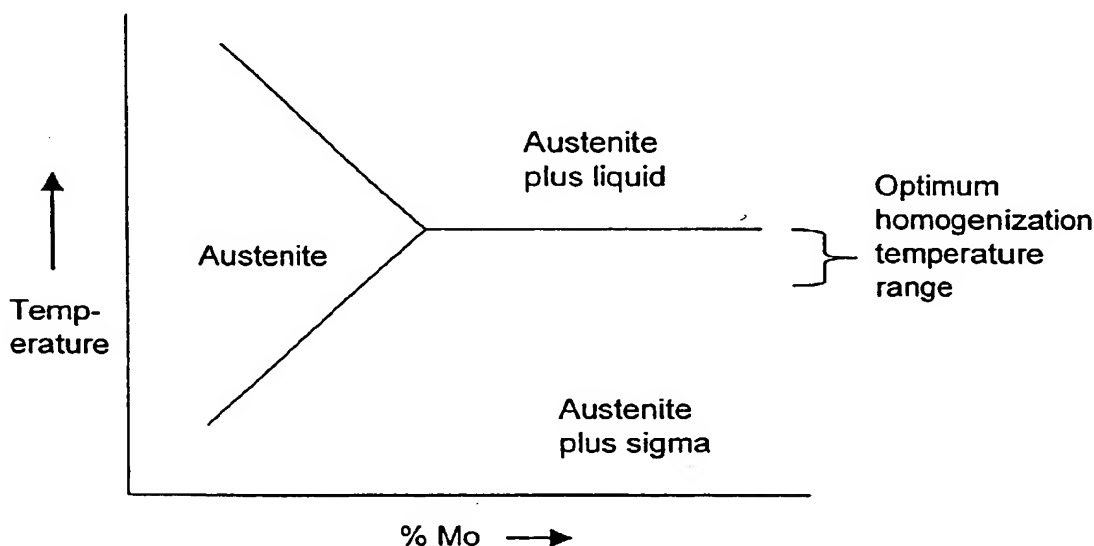 Austenite
plus liquid
Optimum
homogenization
temperature
range
Austenite
Temp-
erature
Austenite
plus sigma
% Mo